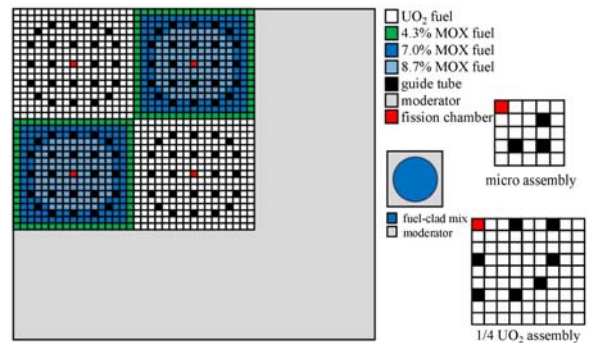 UO₂ fuel
4.3% MOX fuel
7.0% MOX fuel
8.7% MOX fuel
guide tube
moderator
fission chamber
micro assembly
fuel-clad mix
moderator
1/4 UO₂ assembly